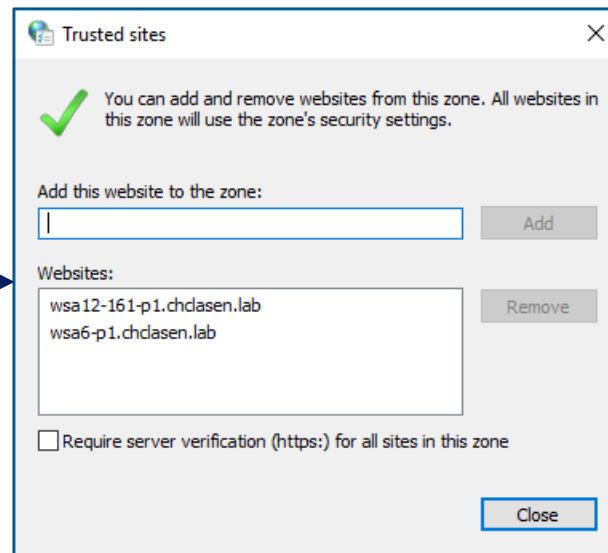 Trusted sites
You can add and remove websites from this zone. All websites in
this zone will use the zone's security settings.
Add this website to the zone:
Add
Websites:
wsa12-161-p1.chclasen.lab
Remove
wsa6-p1.chclasen.lab
Require server verification (https:) for all sites in this zone
Close